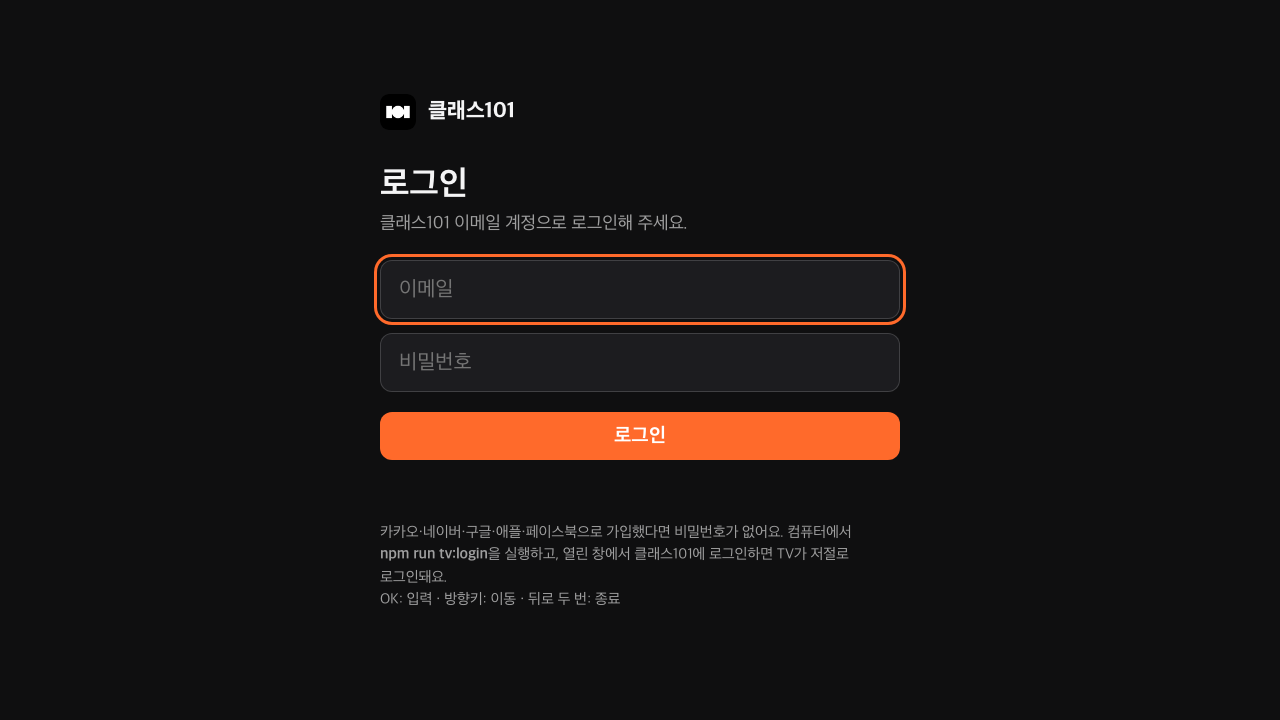 101 클래스101
로그인
클래스101 이메일 계정으로 로그인해 주세요.
이메일
비밀번호
로그인
카카오·네이버·구글·애플·페이스북으로 가입했다면 비밀번호가 없어요. 컴퓨터에서
npm run tv:login을 실행하고, 열린 창에서 클래스101에 로그인하면 TV가 저절로
로그인돼요.
OK: 입력 · 방향키: 이동 · 뒤로 두 번: 종료